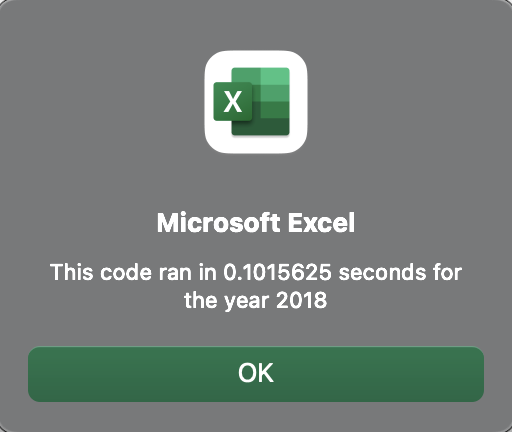 X
Microsoft Excel
This code ran in 0.1015625 seconds for
the year 2018
OK